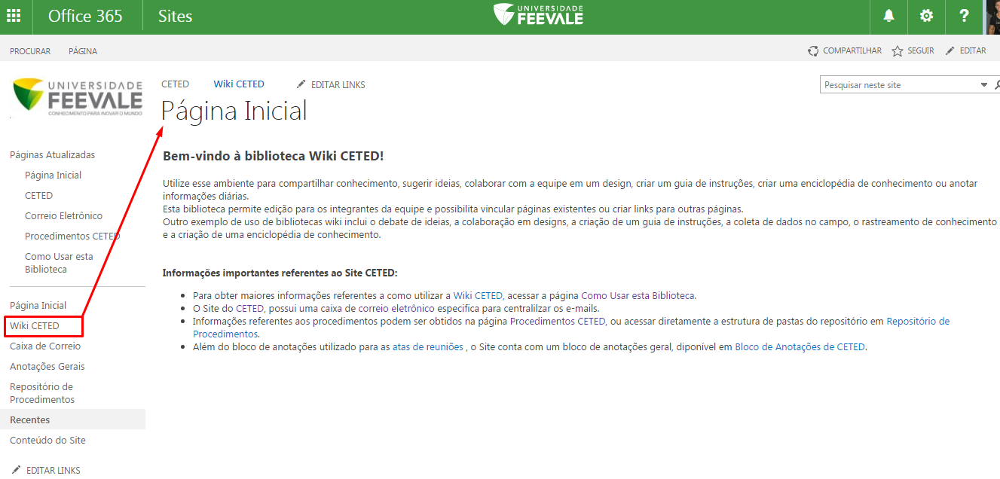 Office 365
Sites
UNIVERSIDADE
FEEVALE
?
PROCURAR
PÁGINA
COMPARTILHAR
SEGUIR
EDITAR
UNIVERSIDADE
FEEVALE
CONHECIMENTO PARA INOVAR O MUNDO
CETED
Wiki CETED
EDITAR LINKS
Pesquisar neste site
Página Inicial
Páginas Atualizadas
Página Inicial
CETED
Correio Eletrônico
Procedimentos CETED
Como Usar esta
Biblioteca
Página Inicial
Wiki CETED
Caixa de Correio
Anotações Gerais
Repositório de
Procedimentos
Recentes
Conteúdo do Site
EDITAR LINKS
Bem-vindo à biblioteca Wiki CETED!
Utilize esse ambiente para compartilhar conhecimento, sugerir ideias, colaborar com a equipe em um design, criar um guia de instruções, criar uma enciclopédia de conhecimento ou anotar
informações diárias.
Esta biblioteca permite edição para os integrantes da equipe e possibilita vincular páginas existentes ou criar links para outras páginas.
Outro exemplo de uso de bibliotecas wiki inclui o debate de ideias, a colaboração em designs, a criação de um guia de instruções, a coleta de dados no campo, o rastreamento de conhecimento
e a criação de uma enciclopédia de conhecimento.
Informações importantes referentes ao Site CETED:
• Para obter maiores informações referentes a como utilizar a Wiki CETED, acessar a página Como Usar esta Biblioteca.
• O Site do CETED, possui uma caixa de correio eletrônico especifica para centralilzar os e-mails.
• Informações referentes aos procedimentos podem ser obtidos na página Procedimentos CETED, ou acessar diretamente a estrutura de pastas do repositório em Repositório de
Procedimentos.
• Além do bloco de anotações utilizado para as atas de reuniões , o Site conta com um bloco de anotações geral, diponível em Bloco de Anotações de CETED.